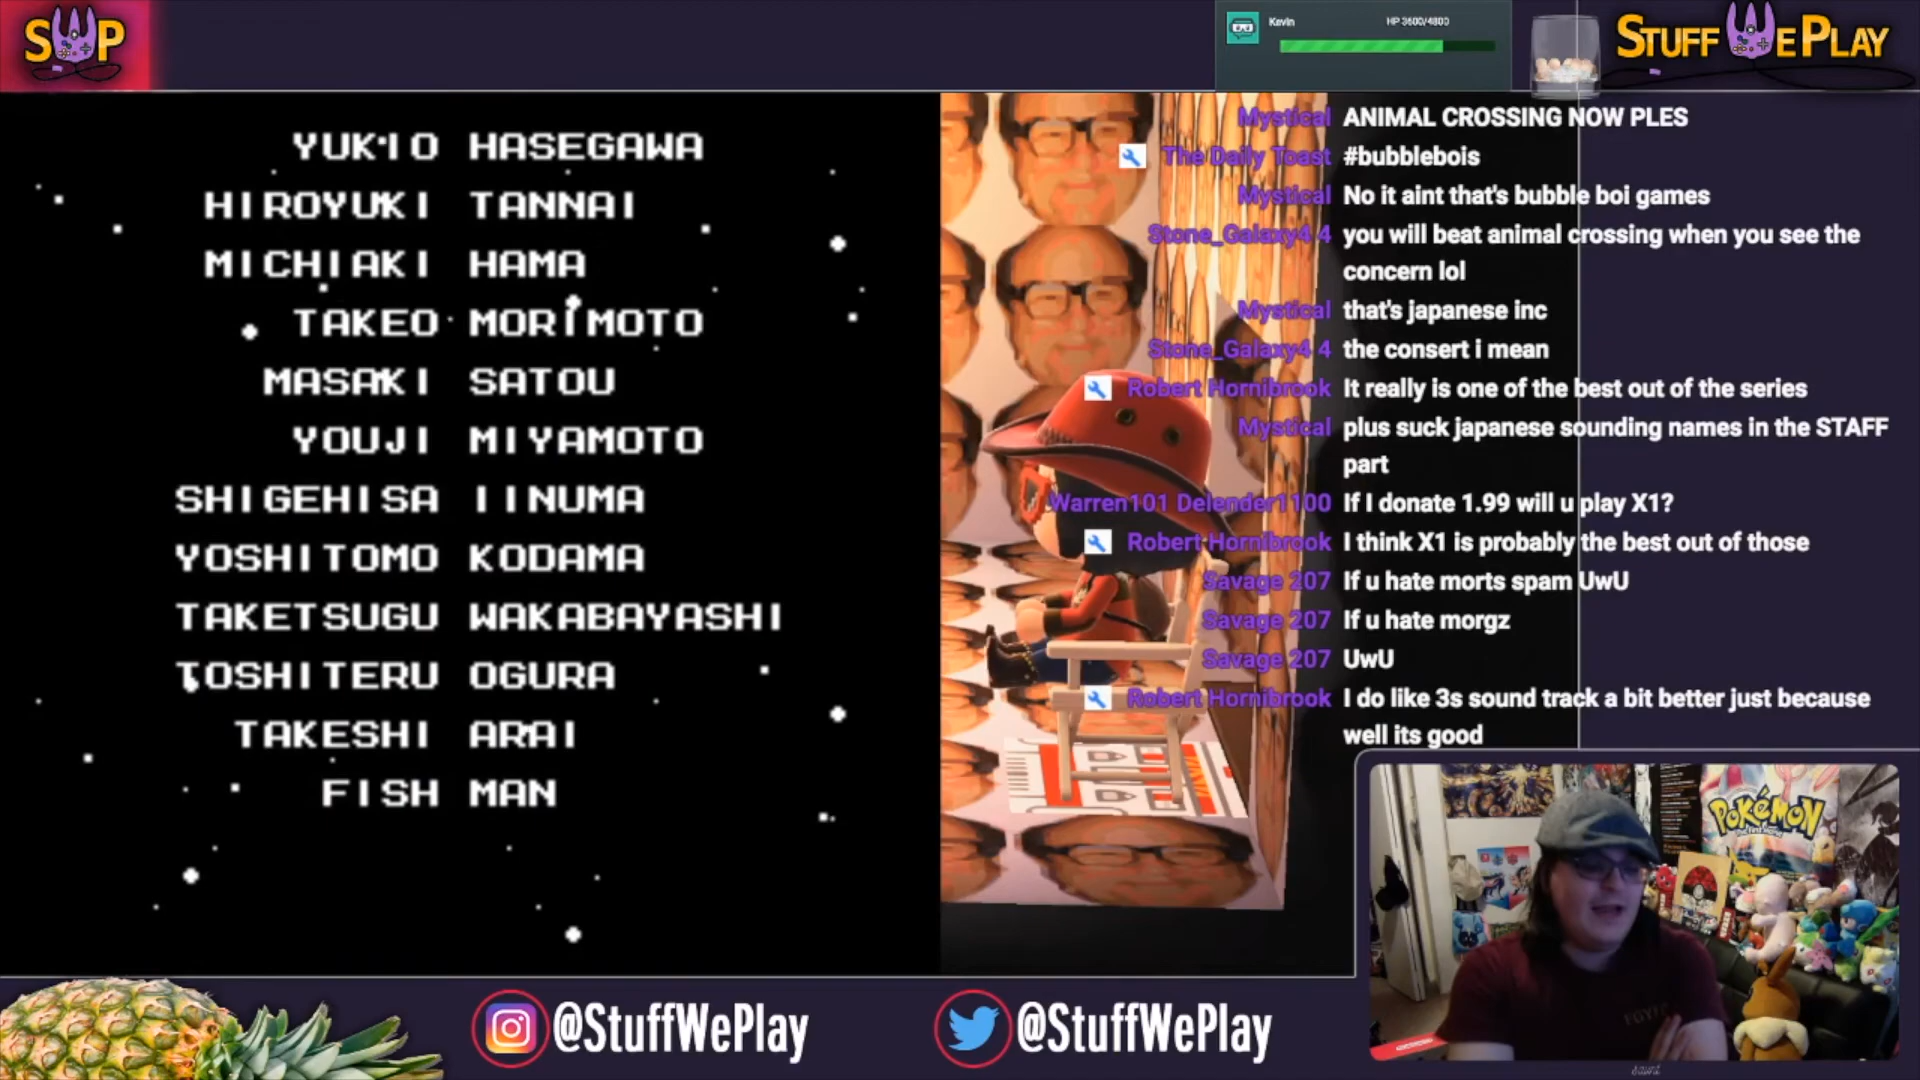 SWP
Kevin
HP 3600/4800
STUFF WE PLAY
YUKIO HASEGAWA
HIROYUKI TANNAI
MICHIAKI HAMA
TAKEO MORIMOTO
MASAKI SATOU
YOUJI MIYAMOTO
SHIGEHISA IINUMA
YOSHITOMO KODAMA
TAKETSUGU WAKABAYASHI
TOSHITERU OGURA
TAKESHI ARAI
FISH MAN
Mystical ANIMAL CROSSING NOW PLES
The Daily Toast #bubblebois
Mystical No it aint that's bubble boi games
Stone_Galaxy4 4 you will beat animal crossing when you see the
concern lol
Mystical that's japanese inc
Stone_Galaxy4 4 the consert i mean
Robert Hornibrook It really is one of the best out of the series
Mystical plus suck japanese sounding names in the STAFF
part
Warren101 Delender1100 If I donate 1.99 will u play X1?
Robert Hornibrook I think X1 is probably the best out of those
Savage 207 If u hate morts spam UwU
Savage 207 If u hate morgz
Savage 207 UwU
Robert Hornibrook I do like 3s sound track a bit better just because
well its good
POKéMON
@StuffWePlay
@StuffWePlay